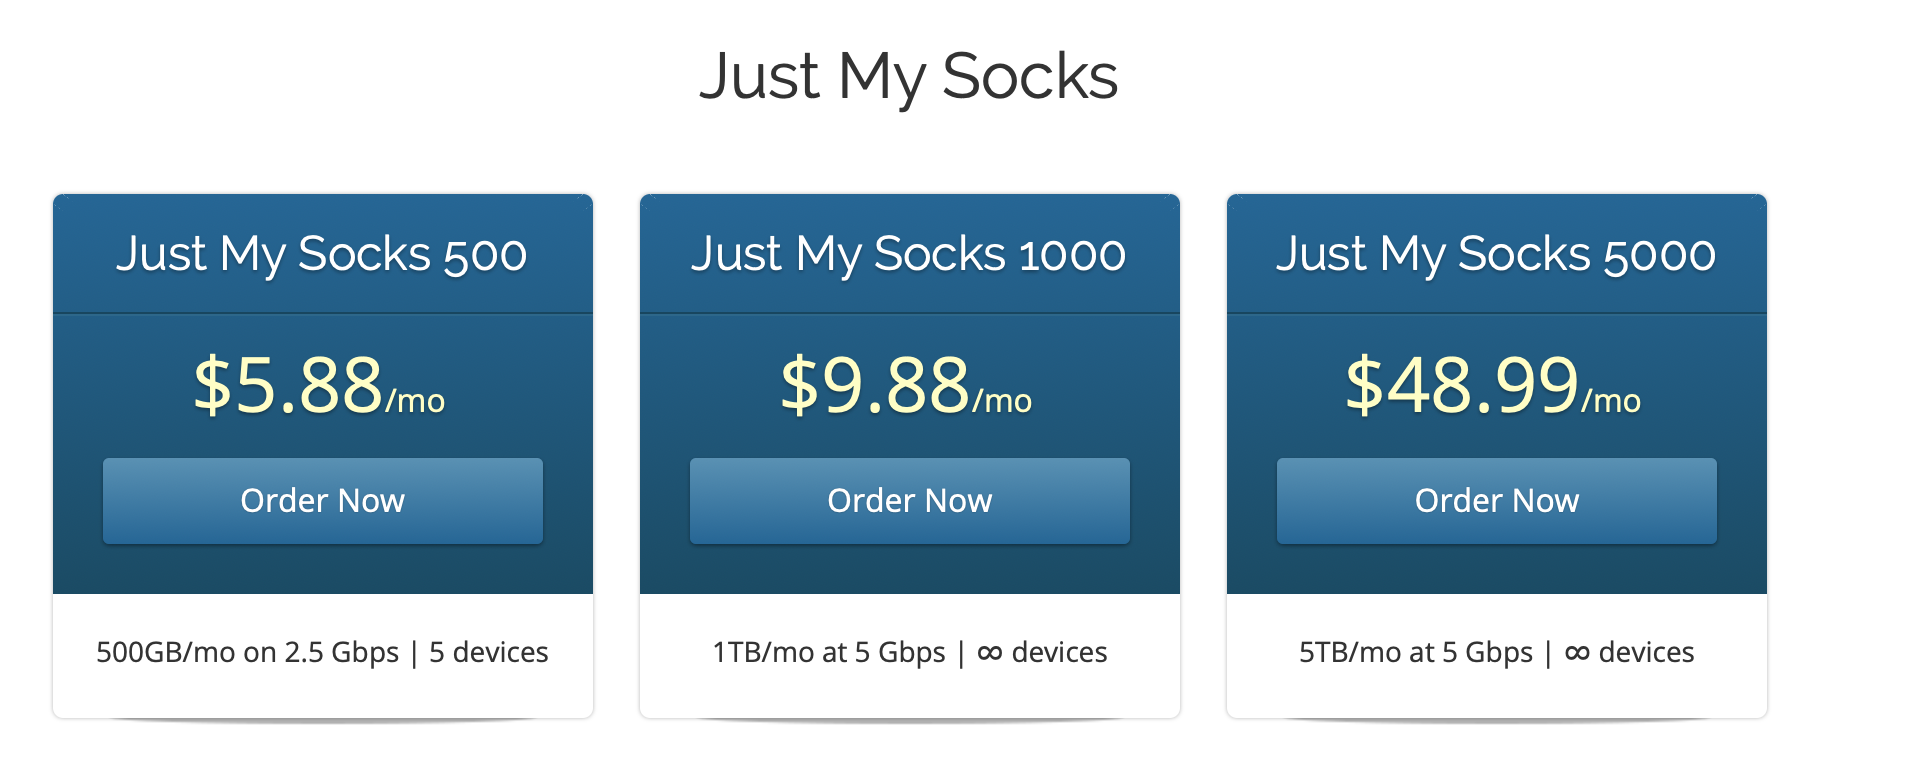 Just My Socks
Just My Socks 500
$5.88/mo
Order Now
500GB/mo on 2.5 Gbps | 5 devices
Just My Socks 1000
$9.88/mo
Order Now
1TB/mo at 5 Gbps | ∞ devices
Just My Socks 5000
$48.99/mo
Order Now
5TB/mo at 5 Gbps | ∞ devices